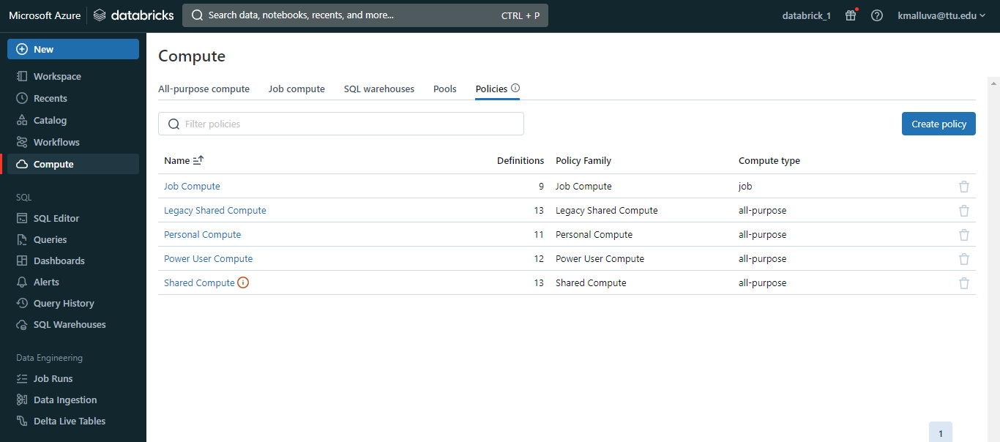 Microsoft Azure databricks Search data, notebooks, recents, and more... CTRL + P databrick_1 kmalluva@ttu.edu
New
Workspace
Recents
Catalog
Workflows
Compute
SQL
SQL Editor
Queries
Dashboards
Alerts
Query History
SQL Warehouses
Data Engineering
Job Runs
Data Ingestion
Delta Live Tables
Compute
All-purpose compute Job compute SQL warehouses Pools Policies
Filter policies Create policy
Name Definitions Policy Family Compute type
Job Compute 9 Job Compute job
Legacy Shared Compute 13 Legacy Shared Compute all-purpose
Personal Compute 11 Personal Compute all-purpose
Power User Compute 12 Power User Compute all-purpose
Shared Compute 13 Shared Compute all-purpose
1